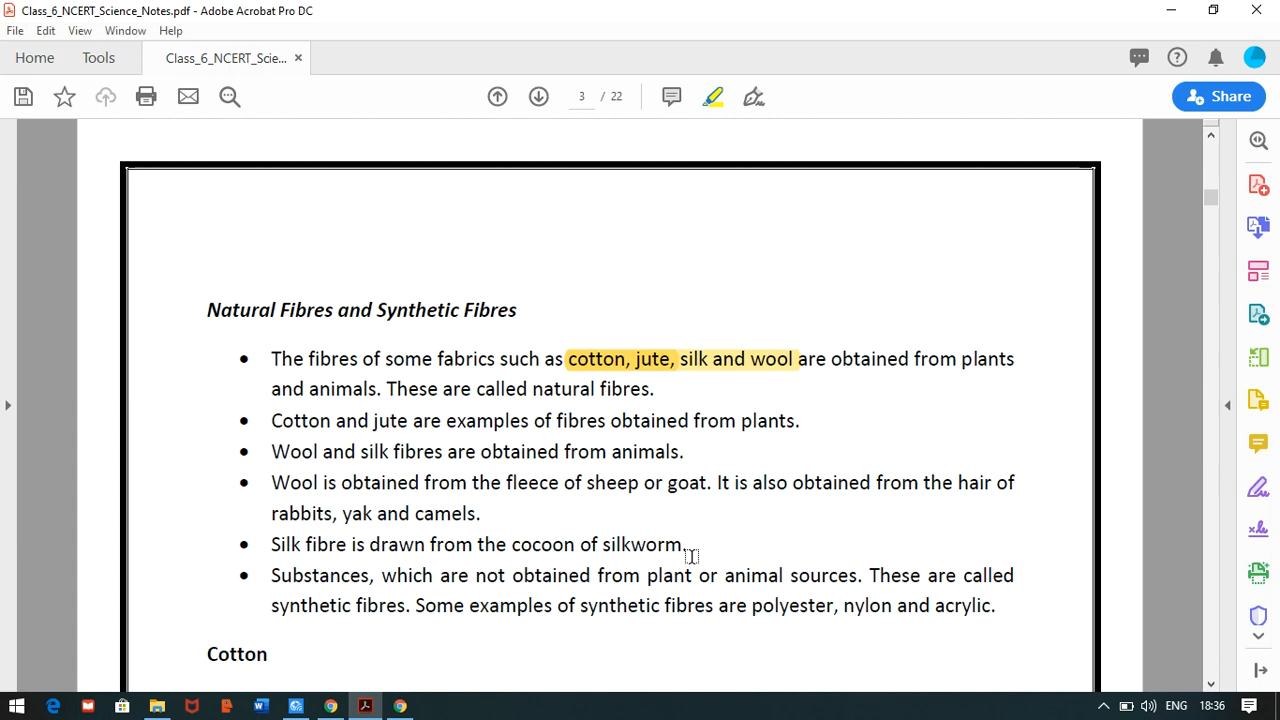 Class_6_NCERT_Science_Notes.pdf - Adobe Acrobat Pro DC
File Edit View Window Help
Home Tools Class_6_NCERT_Scie... ×
3 / 22
Share
Natural Fibres and Synthetic Fibres
• The fibres of some fabrics such as cotton, jute, silk and wool are obtained from plants
and animals. These are called natural fibres.
• Cotton and jute are examples of fibres obtained from plants.
• Wool and silk fibres are obtained from animals.
• Wool is obtained from the fleece of sheep or goat. It is also obtained from the hair of
rabbits, yak and camels.
• Silk fibre is drawn from the cocoon of silkworm.
• Substances, which are not obtained from plant or animal sources. These are called
synthetic fibres. Some examples of synthetic fibres are polyester, nylon and acrylic.
Cotton
ENG 18:36